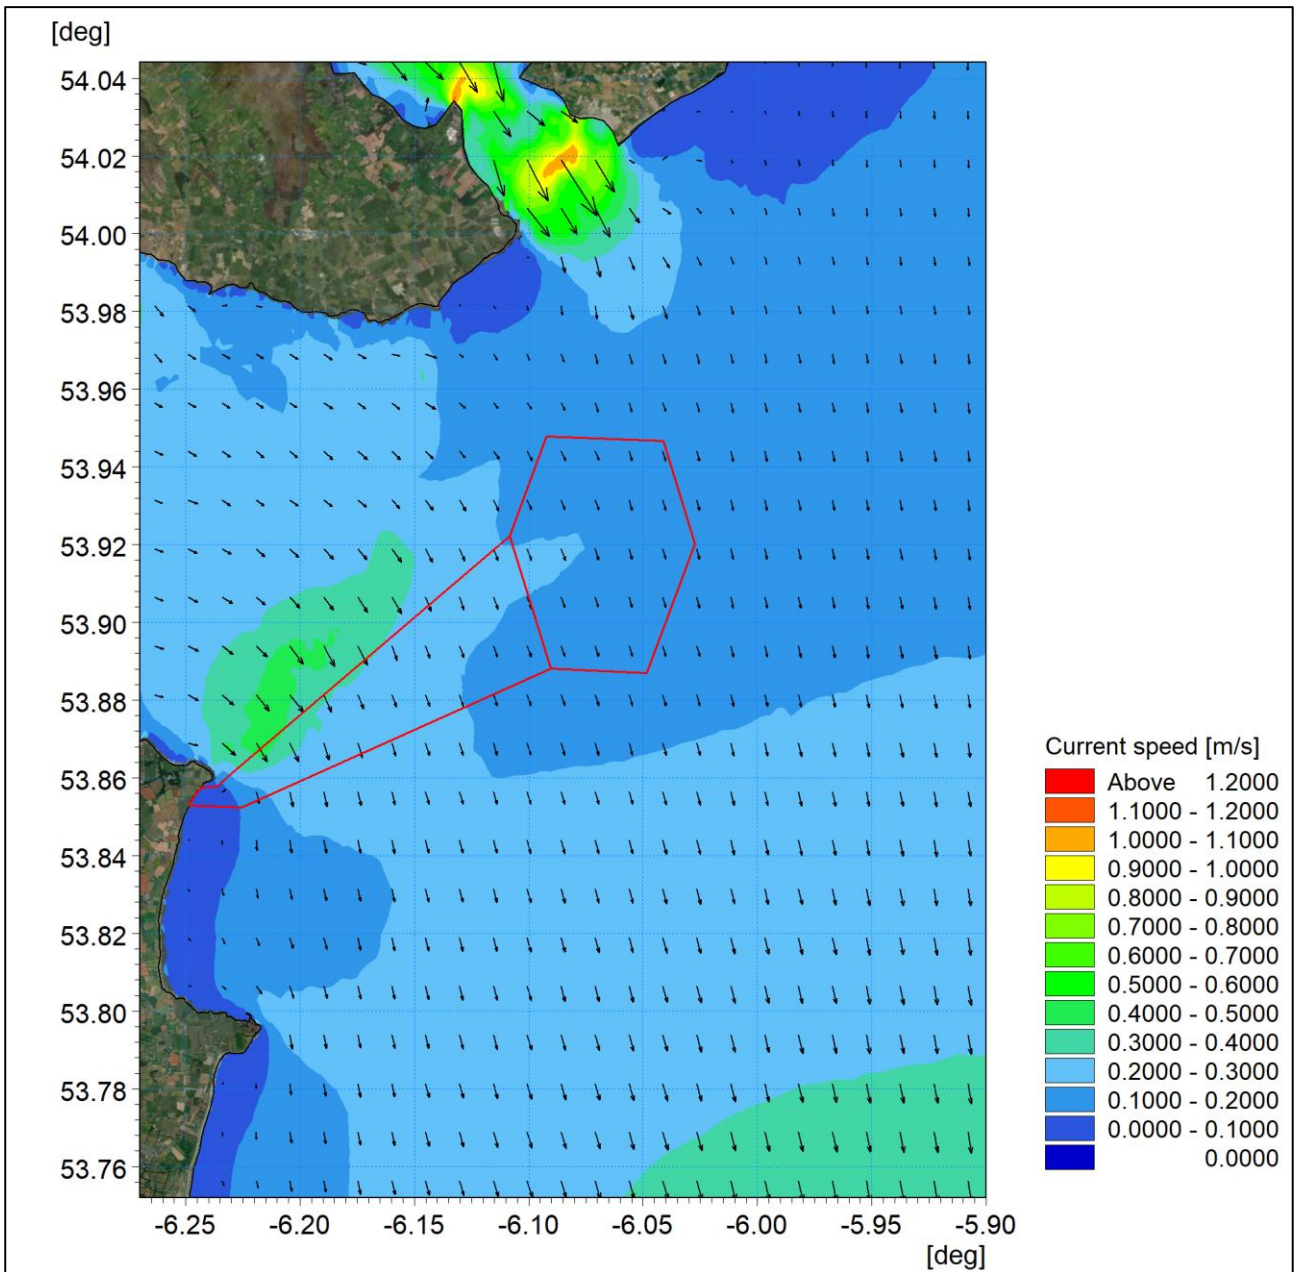 [deg]
54.04
54.02
54.00
53.98
53.96
53.94
53.92
53.90
53.88
53.86
53.84
53.82
53.80
53.78
53.76
-6.25 -6.20 -6.15 -6.10 -6.05 -6.00 -5.95 -5.90
[deg]
Current speed [m/s]
Above 1.2000
1.1000 - 1.2000
1.0000 - 1.1000
0.9000 - 1.0000
0.8000 - 0.9000
0.7000 - 0.8000
0.6000 - 0.7000
0.5000 - 0.6000
0.4000 - 0.5000
0.3000 - 0.4000
0.2000 - 0.3000
0.1000 - 0.2000
0.0000 - 0.1000
0.0000